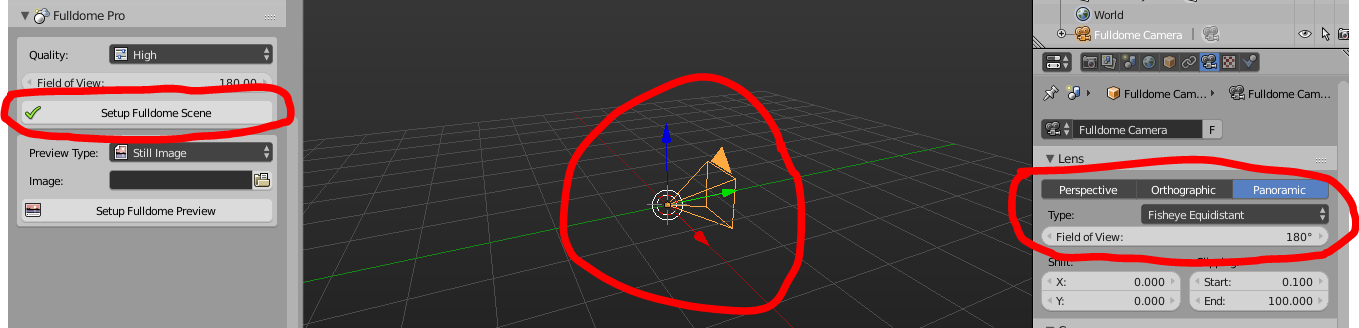 Fulldome Pro
Quality: High
Field of View: 180.00
Setup Fulldome Scene
Preview Type: Still Image
Image:
Setup Fulldome Preview
World
Fulldome Camera
Fulldome Cam... Fulldome Cam...
Fulldome Camera F
Lens
Perspective Orthographic Panoramic
Type: Fisheye Equidistant
Field of View: 180°
Shift: Clipping:
X: 0.000 Start: 0.100
Y: 0.000 End: 100.000